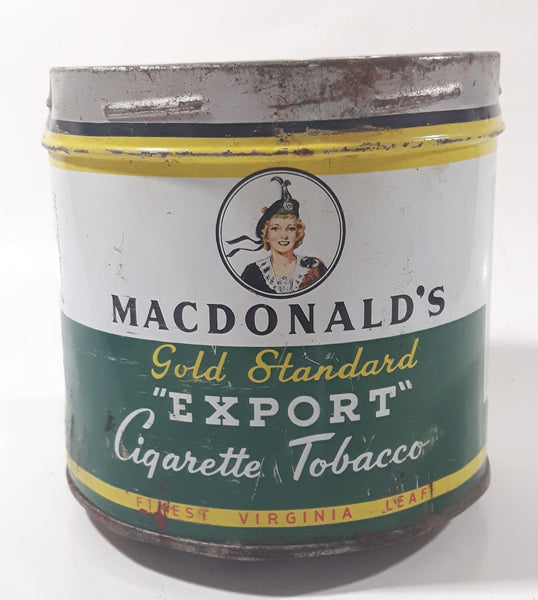 MACDONALD'S
Gold Standard
"EXPORT"
Cigarette Tobacco
FINEST VIRGINIA LEAF